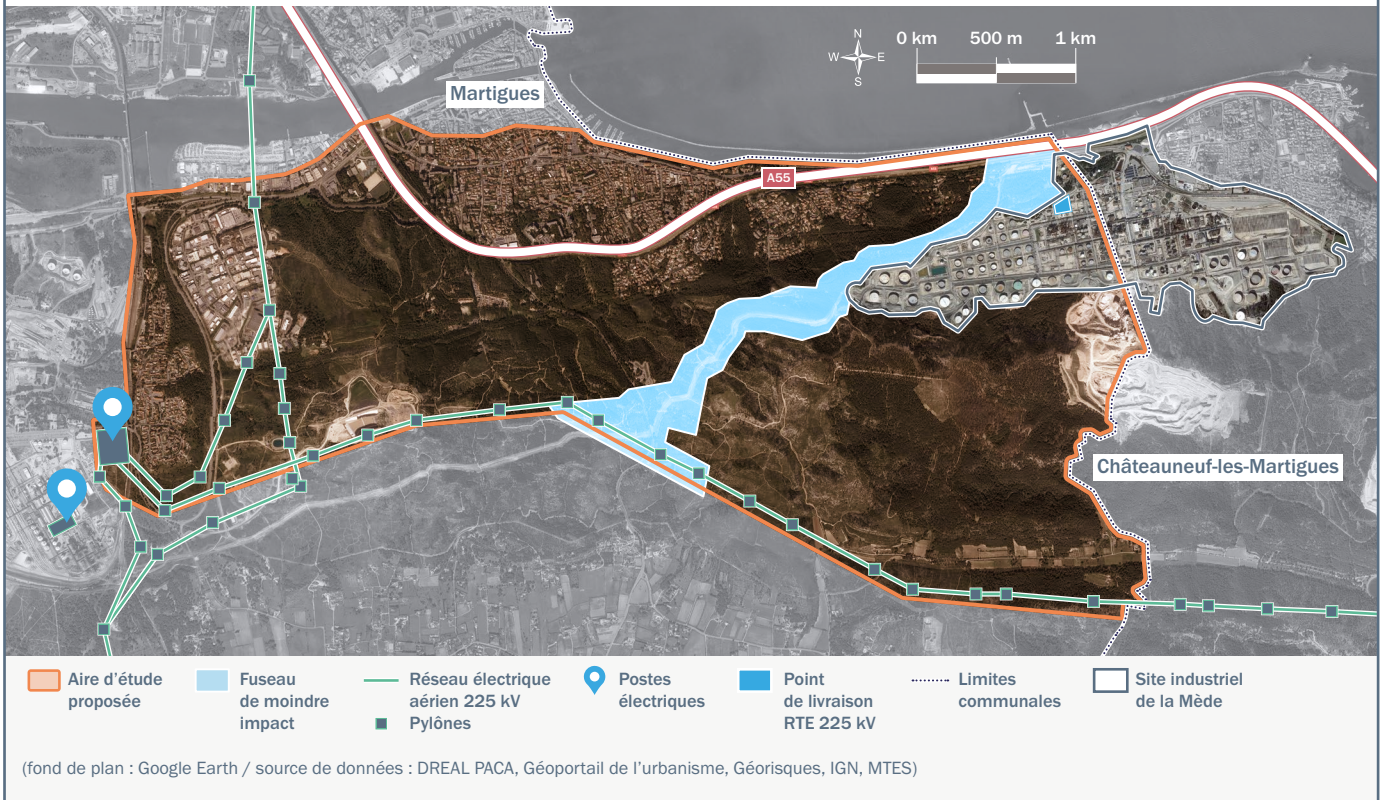 N
W E
S
0 km 500 m 1 km
Martigues
A55
Châteauneuf-les-Martigues
Aire d'étude
proposée
Fuseau
de moindre
impact
Réseau électrique
aérien 225 kV
Pylônes
Postes
électriques
Point
de livraison
RTE 225 kV
Limites
communales
Site industriel
de la Mède
(fond de plan : Google Earth / source de données : DREAL PACA, Géoportail de l'urbanisme, Géorisques, IGN, MTES)